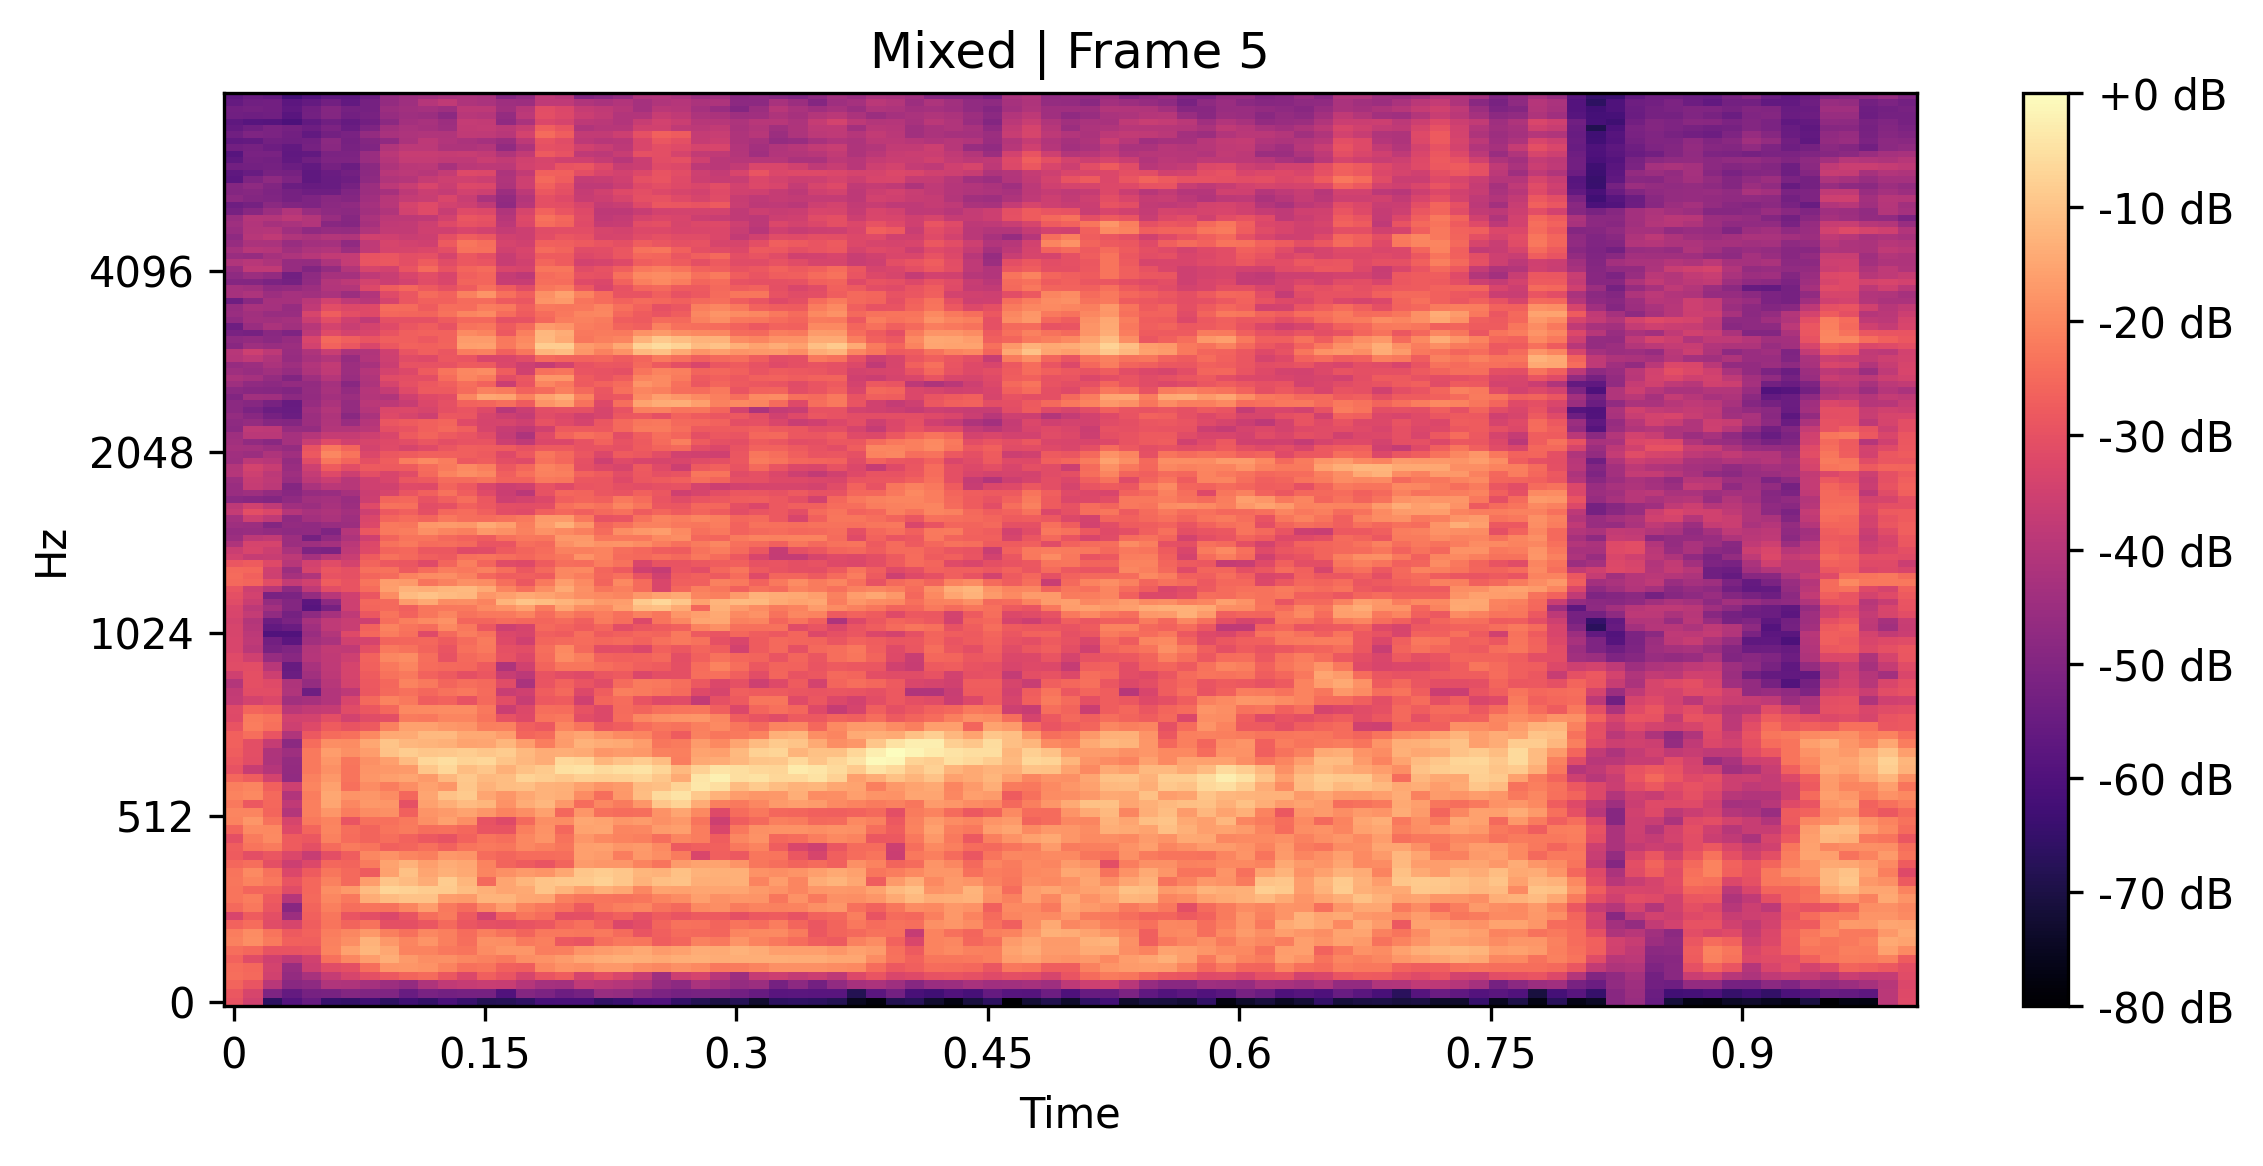 Mixed | Frame 5
Hz
4096
2048
1024
512
0
0 0.15 0.3 0.45 0.6 0.75 0.9
Time
+0 dB
-10 dB
-20 dB
-30 dB
-40 dB
-50 dB
-60 dB
-70 dB
-80 dB